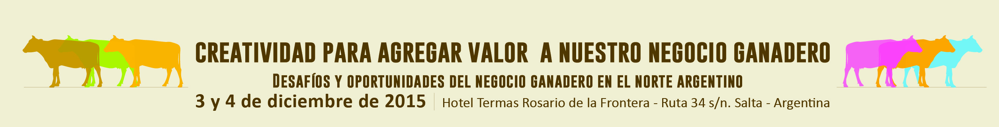 CREATIVIDAD PARA AGREGAR VALOR A NUESTRO NEGOCIO GANADERO
DESAFÍOS Y OPORTUNIDADES DEL NEGOCIO GANADERO EN EL NORTE ARGENTINO
3 y 4 de diciembre de 2015 | Hotel Termas Rosario de la Frontera - Ruta 34 s/n. Salta - Argentina